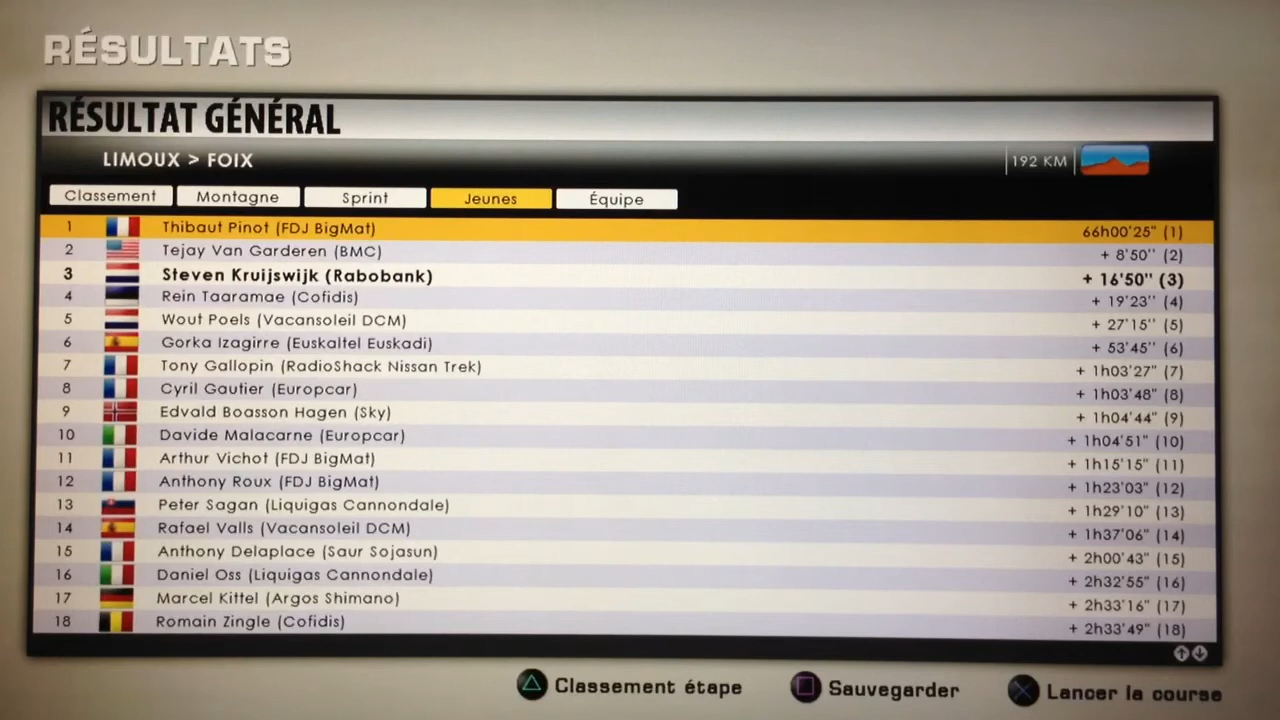 RÉSULTATS
RÉSULTAT GÉNÉRAL
LIMOUX > FOIX 192 KM
Classement Montagne Sprint Jeunes Équipe
1 Thibaut Pinot (FDJ BigMat) 66h00'25" (1)
2 Tejay Van Garderen (BMC) + 8'50'' (2)
3 Steven Kruijswijk (Rabobank) + 16'50'' (3)
4 Rein Taaramae (Cofidis) + 19'23'' (4)
5 Wout Poels (Vacansoleil DCM) + 27'15'' (5)
6 Gorka Izagirre (Euskaltel Euskadi) + 53'45'' (6)
7 Tony Gallopin (RadioShack Nissan Trek) + 1h03'27" (7)
8 Cyril Gautier (Europcar) + 1h03'48" (8)
9 Edvald Boasson Hagen (Sky) + 1h04'44" (9)
10 Davide Malacarne (Europcar) + 1h04'51" (10)
11 Arthur Vichot (FDJ BigMat) + 1h15'15" (11)
12 Anthony Roux (FDJ BigMat) + 1h23'03" (12)
13 Peter Sagan (Liquigas Cannondale) + 1h29'10" (13)
14 Rafael Valls (Vacansoleil DCM) + 1h37'06" (14)
15 Anthony Delaplace (Saur Sojasun) + 2h00'43" (15)
16 Daniel Oss (Liquigas Cannondale) + 2h32'55" (16)
17 Marcel Kittel (Argos Shimano) + 2h33'16" (17)
18 Romain Zingle (Cofidis) + 2h33'49" (18)
Classement étape Sauvegarder Lancer la course